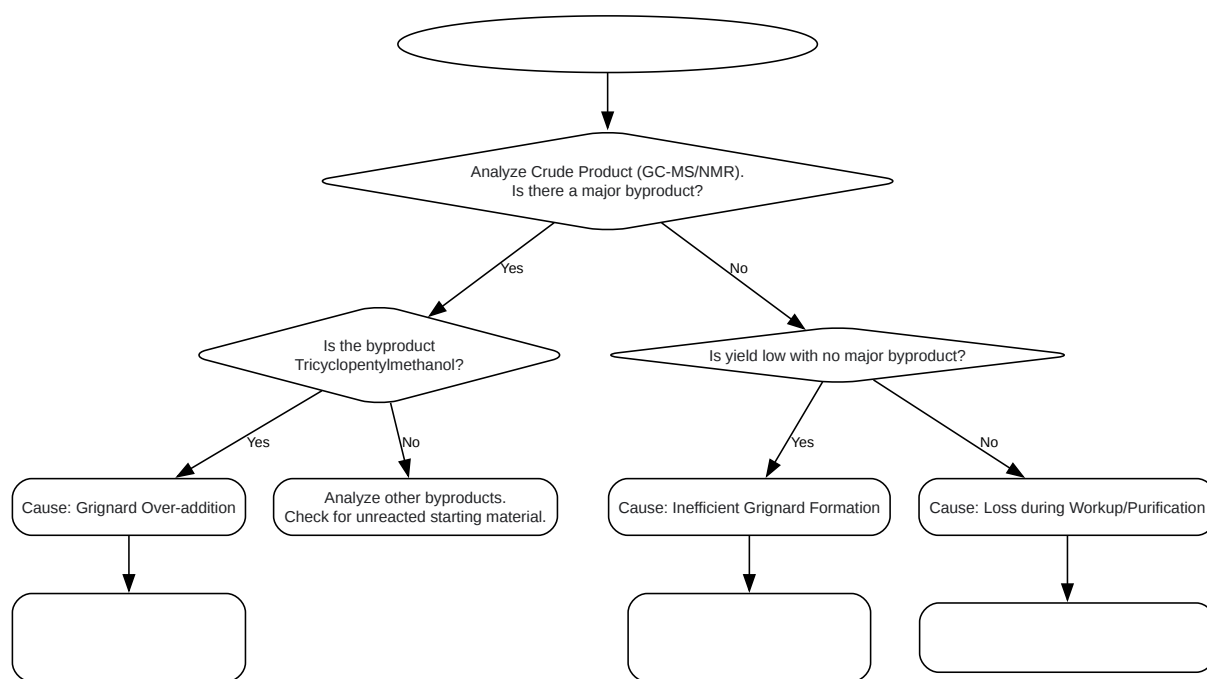 Analyze Crude Product (GC-MS/NMR).
Is there a major byproduct?
Yes
No
Is the byproduct
Tricyclopentylmethanol?
Is yield low with no major byproduct?
Yes
No
Yes
No
Cause: Grignard Over-addition
Analyze other byproducts.
Check for unreacted starting material.
Cause: Inefficient Grignard Formation
Cause: Loss during Workup/Purification